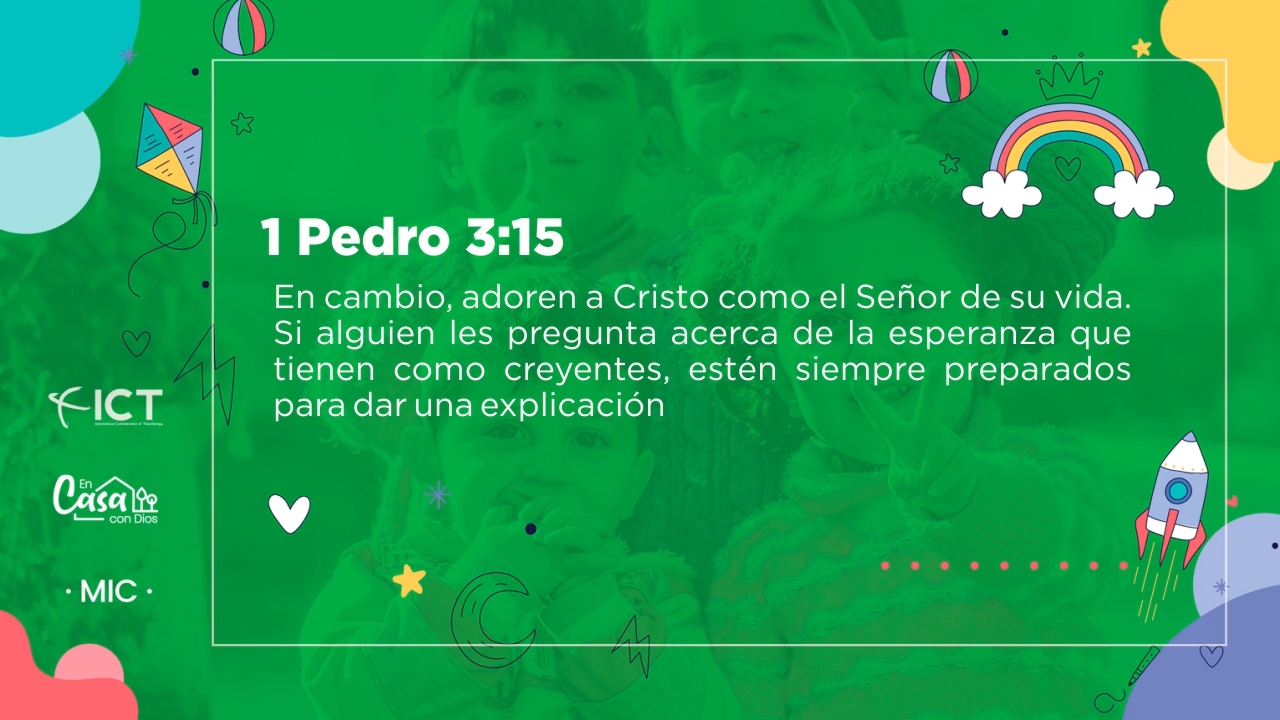 1 Pedro 3:15
En cambio, adoren a Cristo como el Señor de su vida.
Si alguien les pregunta acerca de la esperanza que
tienen como creyentes, estén siempre preparados
para dar una explicación
ICT
En
Casa
con Dios
· MIC ·